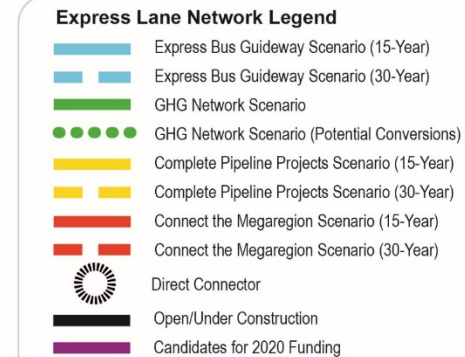 Express Lane Network Legend
Express Bus Guideway Scenario (15-Year)
Express Bus Guideway Scenario (30-Year)
GHG Network Scenario
GHG Network Scenario (Potential Conversions)
Complete Pipeline Projects Scenario (15-Year)
Complete Pipeline Projects Scenario (30-Year)
Connect the Megaregion Scenario (15-Year)
Connect the Megaregion Scenario (30-Year)
Direct Connector
Open/Under Construction
Candidates for 2020 Funding